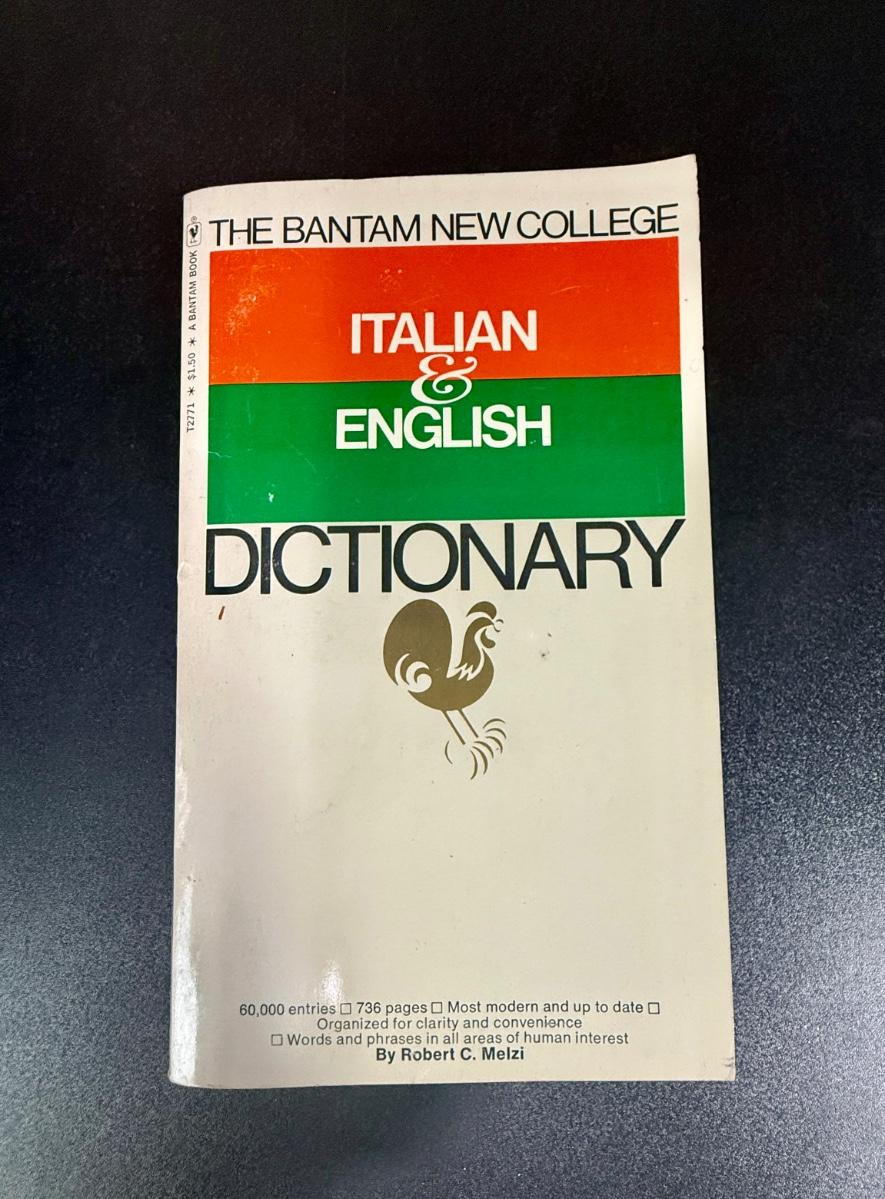 THE BANTAM NEW COLLEGE
ITALIAN
&
ENGLISH
DICTIONARY
60,000 entries □ 736 pages □ Most modern and up to date □
Organized for clarity and convenience
□ Words and phrases in all areas of human interest
By Robert C. Melzi
T2771 * $1.50 * A BANTAM BOOK ®